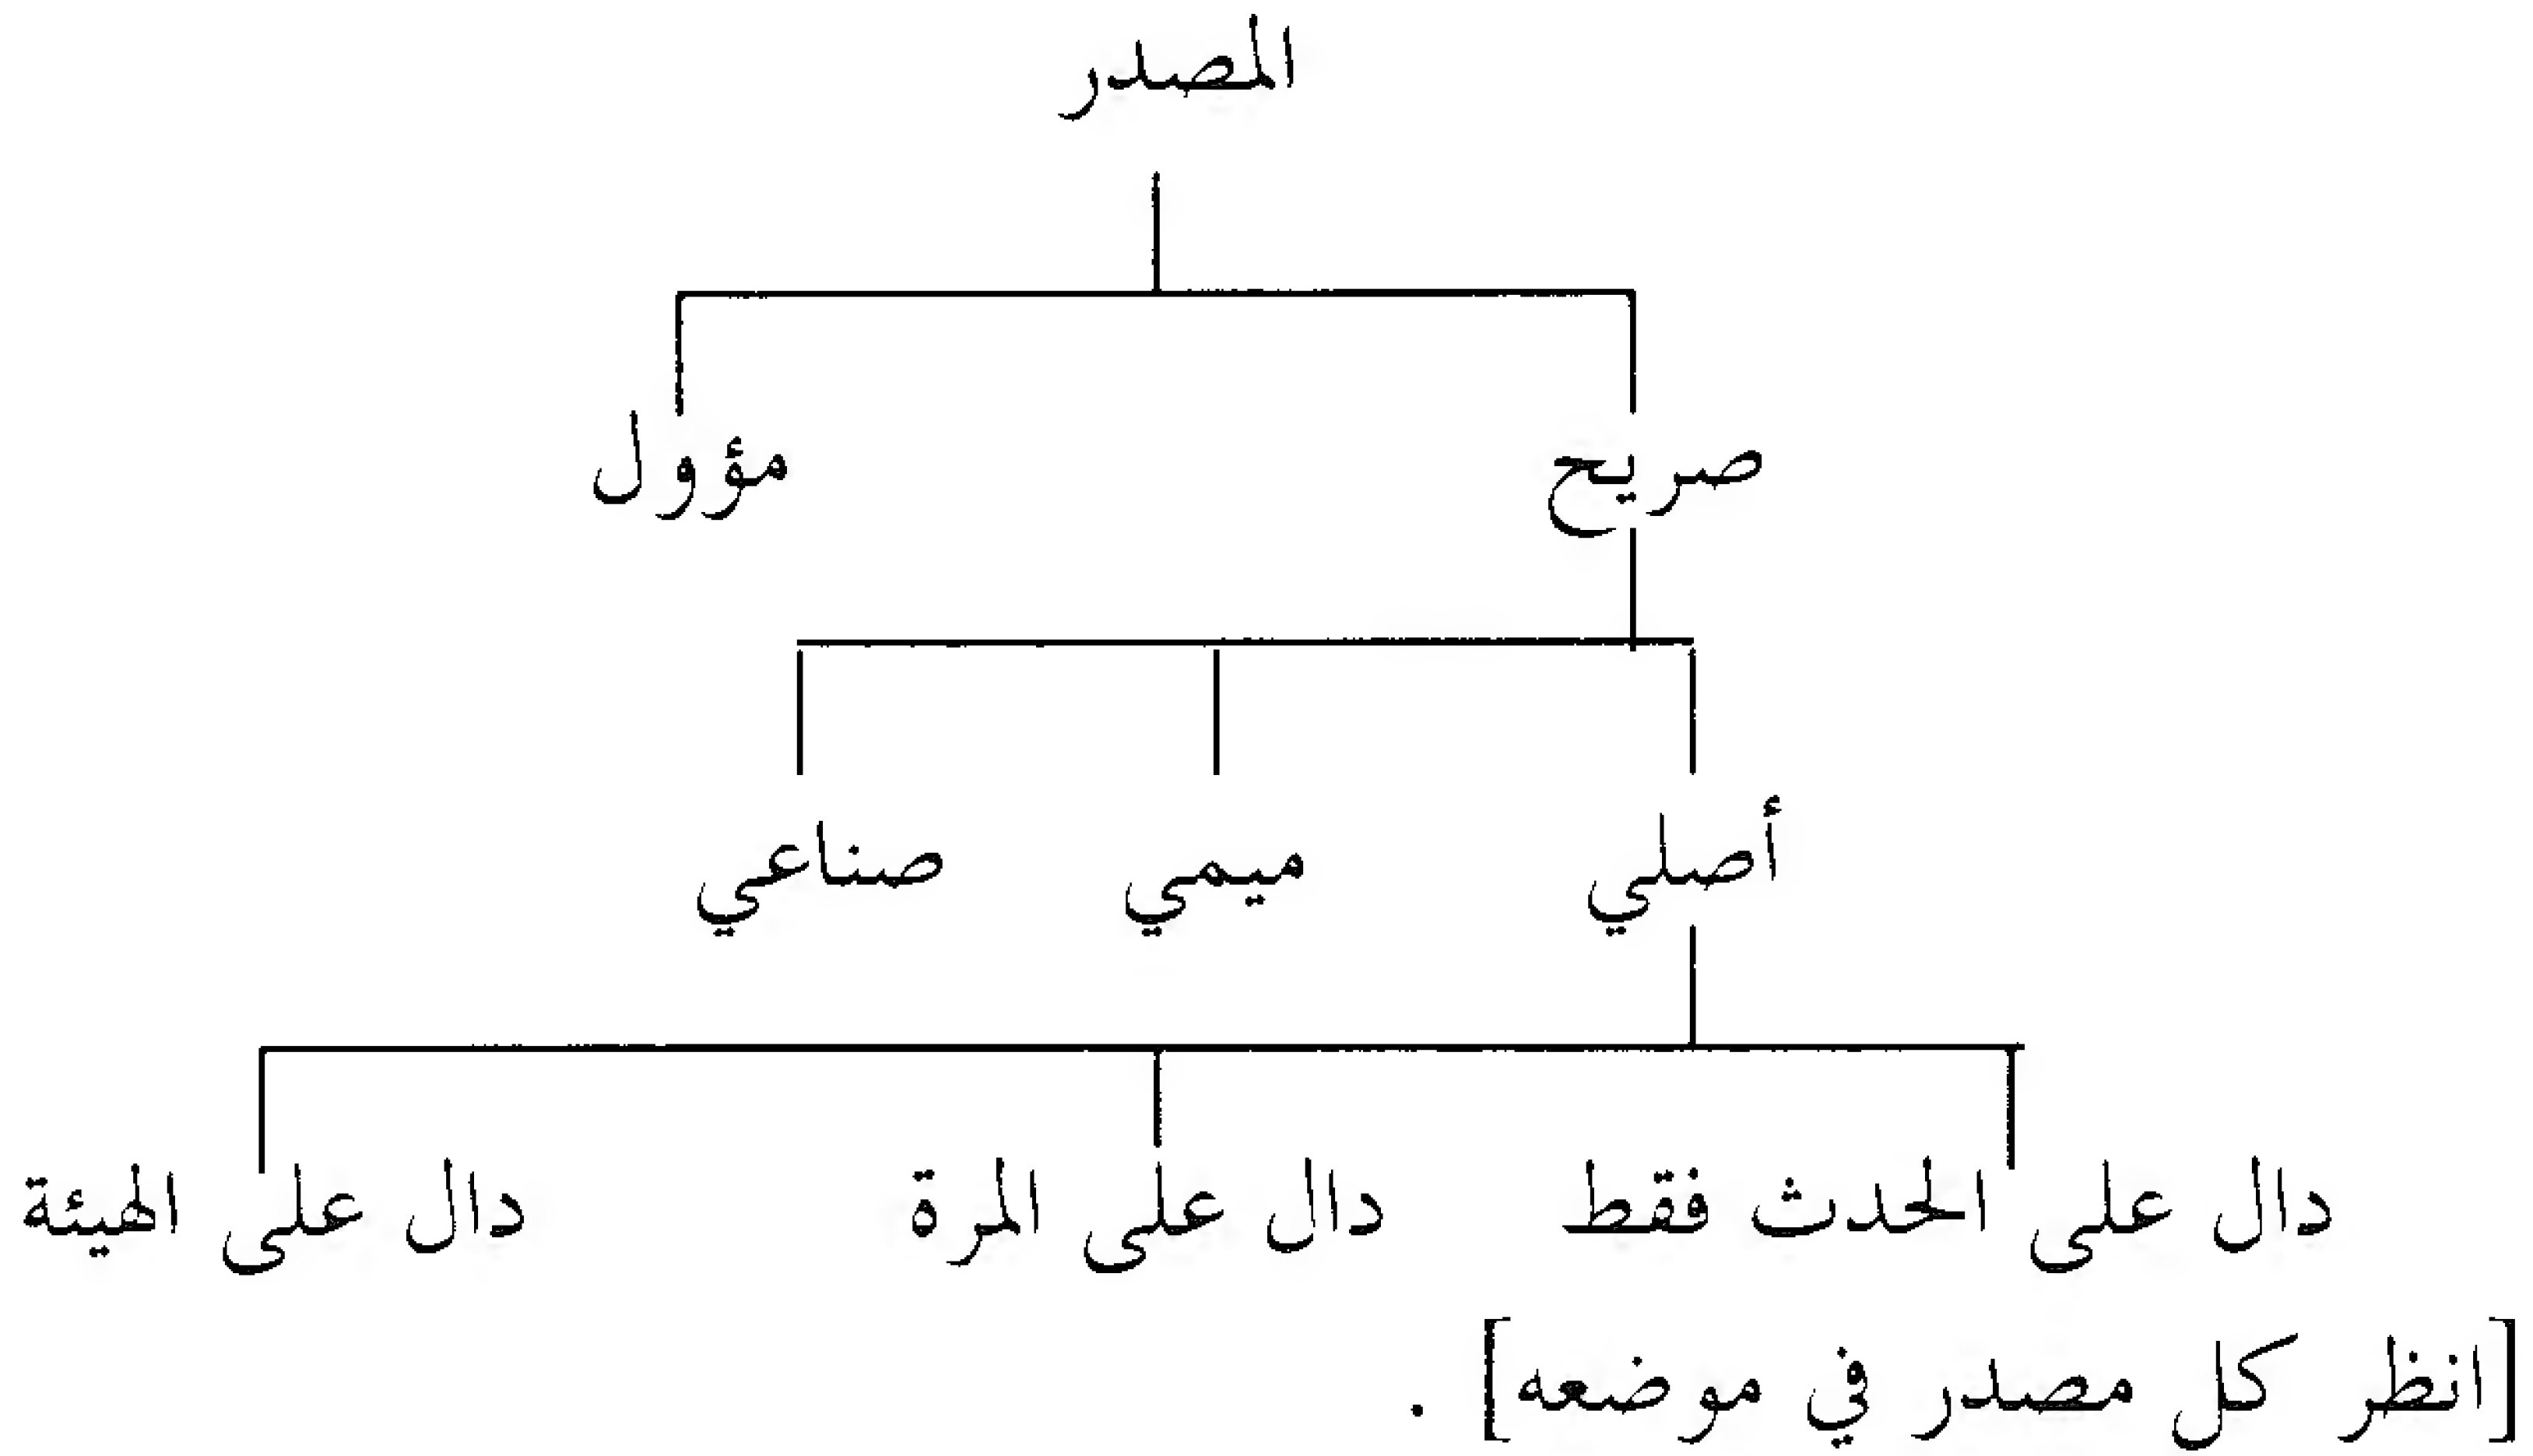 المصدر
صريح مؤول
أصلي ميمي صناعي
دال على الحدث فقط دال على المرة دال على الهيئة
[انظر كل مصدر في موضعه] .